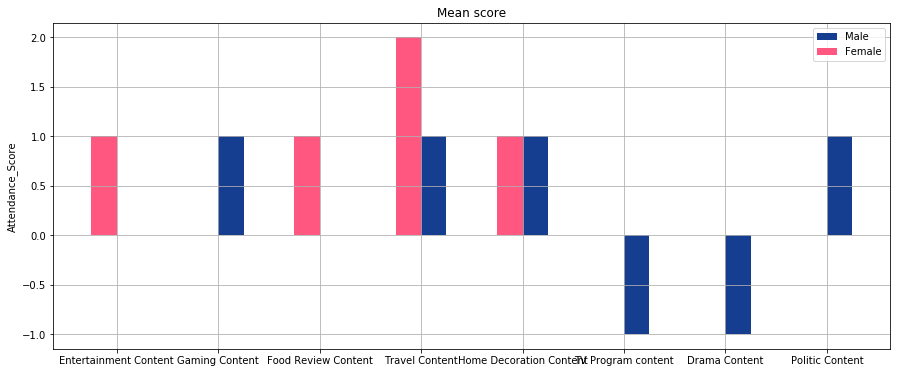 Mean score
Male
Female
Attendance_Score
2.0
1.5
1.0
0.5
0.0
−0.5
−1.0
Entertainment Content Gaming Content Food Review Content Travel Content Home Decoration Content TV Program content Drama Content Politic Content